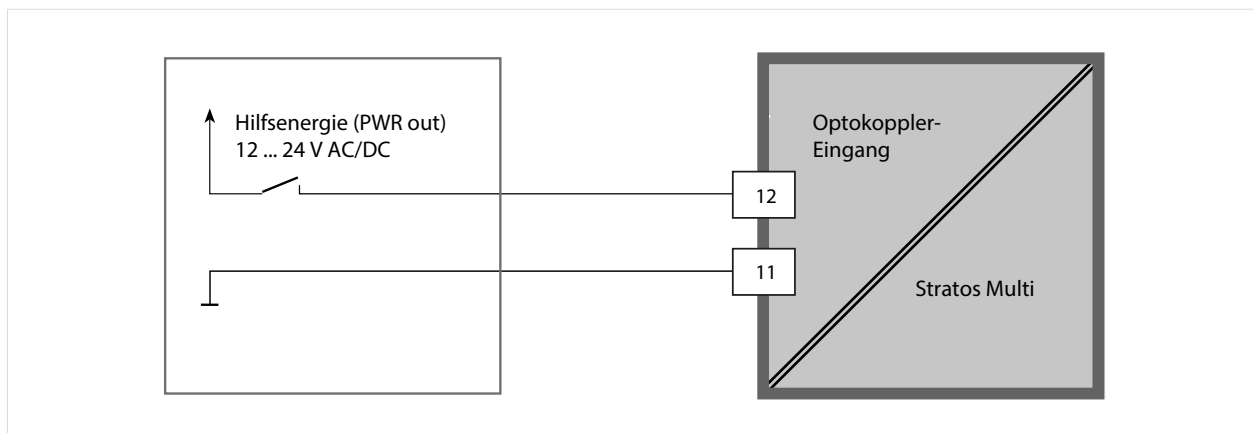 Hilfsenergie (PWR out)
12 ... 24 V AC/DC
Optokoppler-
Eingang
12
11
Stratos Multi